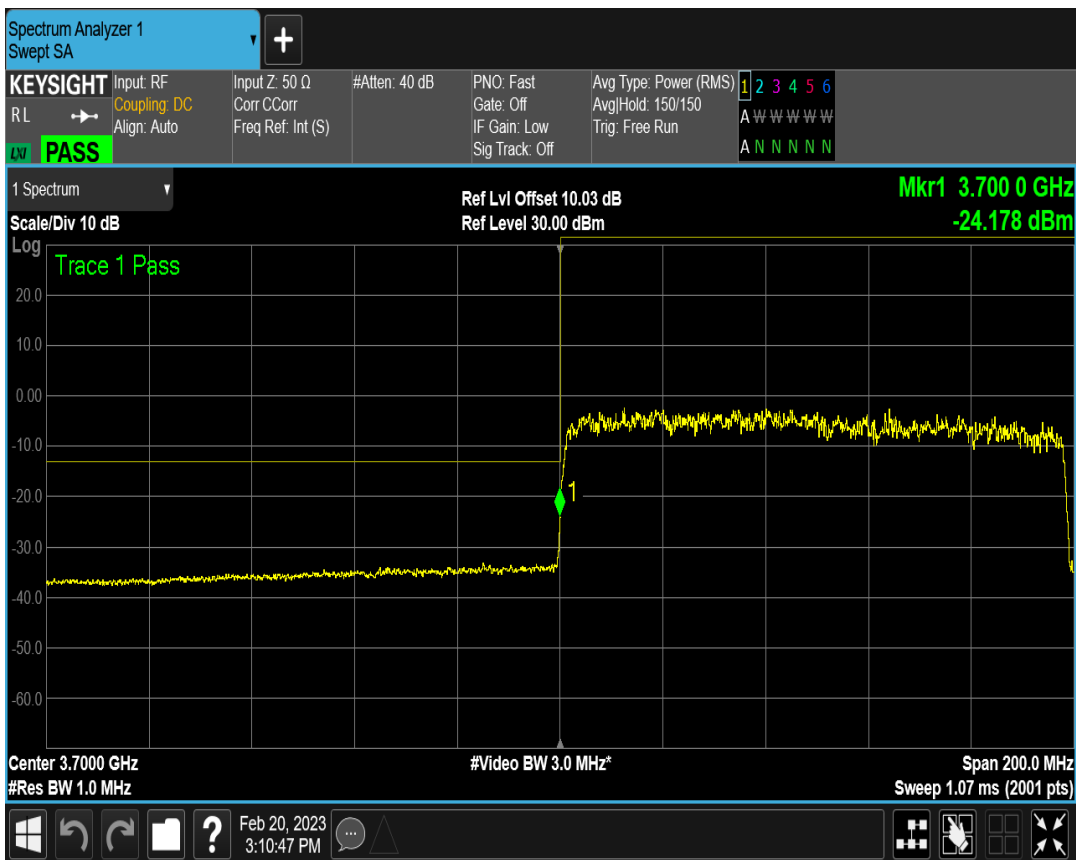 Spectrum Analyzer 1
Swept SA
+
KEYSIGHT
R L
LXI
PASS
Input: RF
Coupling: DC
Align: Auto
Input Z: 50 Ω
Corr CCorr
Freq Ref: Int (S)
#Atten: 40 dB
PNO: Fast
Gate: Off
IF Gain: Low
Sig Track: Off
Avg Type: Power (RMS)
Avg|Hold: 150/150
Trig: Free Run
1 2 3 4 5 6
A W W W W W
A N N N N N
1 Spectrum
Scale/Div 10 dB
Ref Lvl Offset 10.03 dB
Ref Level 30.00 dBm
Mkr1 3.700 0 GHz
-24.178 dBm
Log
Trace 1 Pass
20.0
10.0
0.00
-10.0
-20.0
1
-30.0
-40.0
-50.0
-60.0
Center 3.7000 GHz
#Res BW 1.0 MHz
#Video BW 3.0 MHz*
Span 200.0 MHz
Sweep 1.07 ms (2001 pts)
?
Feb 20, 2023
3:10:47 PM